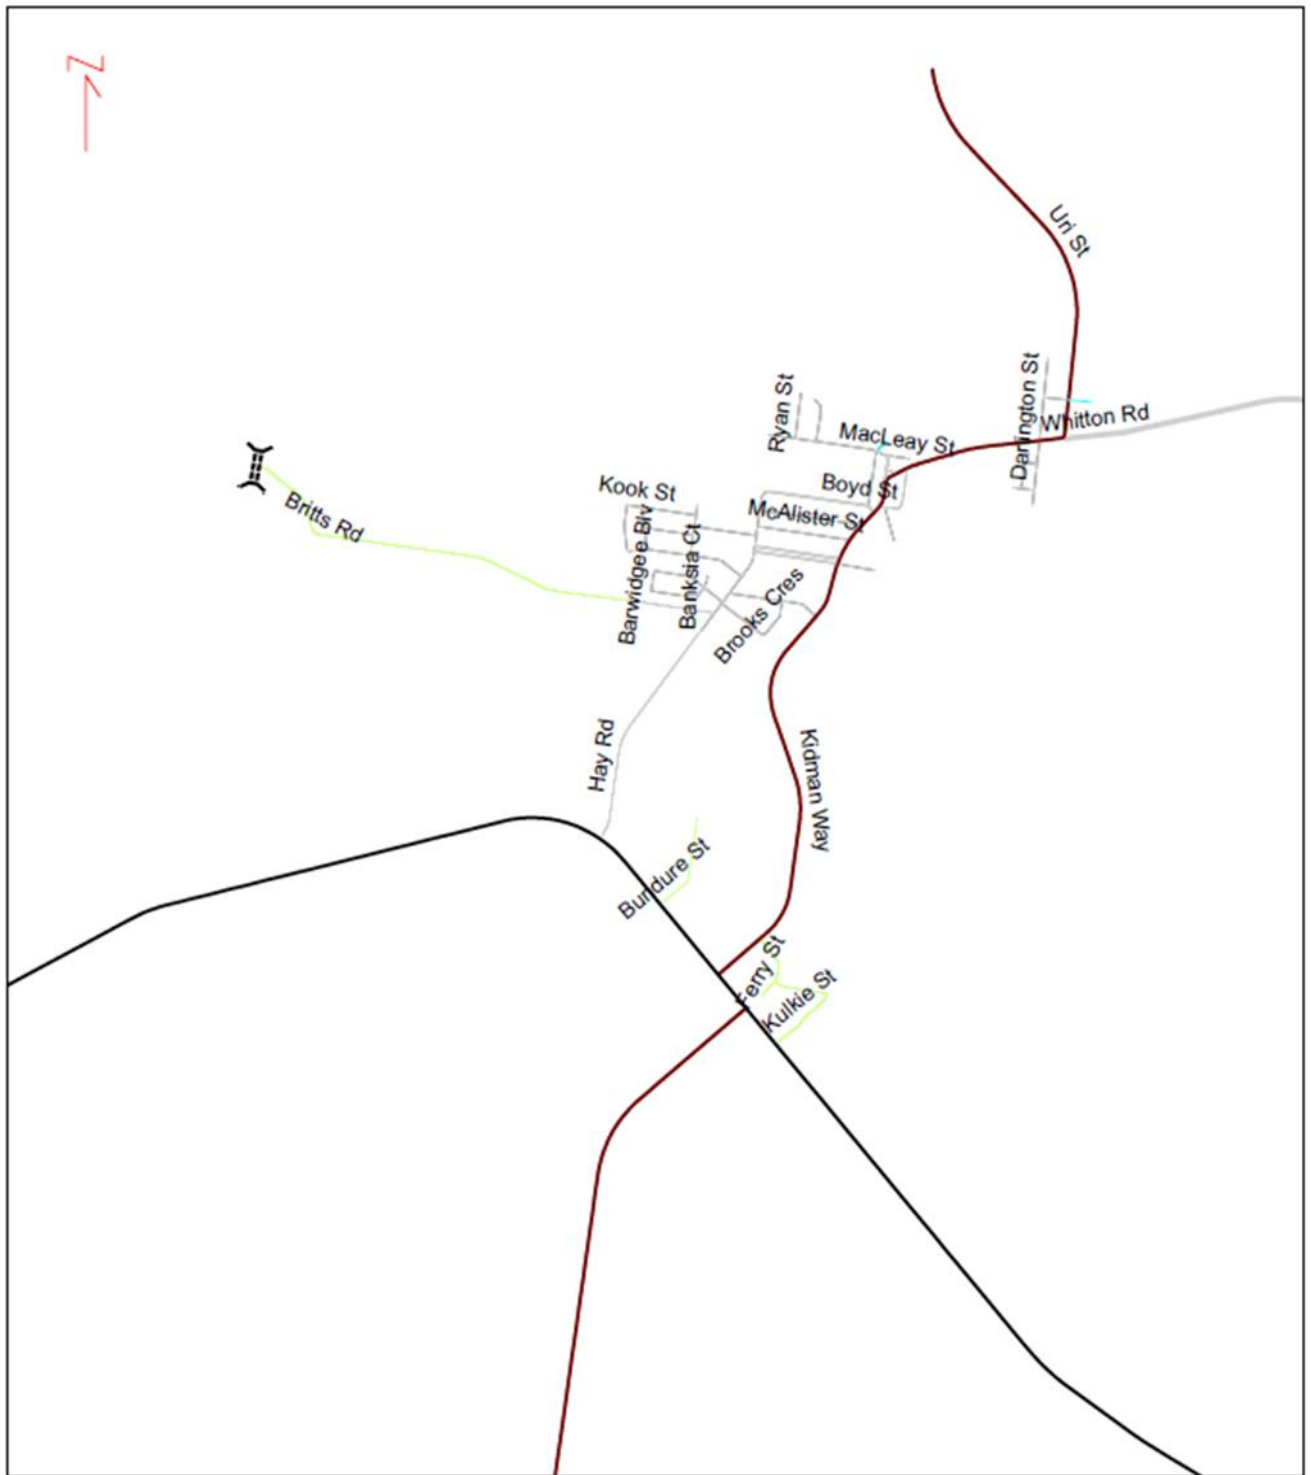 Uri St
Darlington St
Whitton Rd
Ryan St
MacLeay St
Boyd St
Kook St
McAlister St
Britts Rd
Barwidgee Blv
Banksia Ct
Brooks Cres
Hay Rd
Kidman Way
Bundure St
Ferry St
Kulkie St